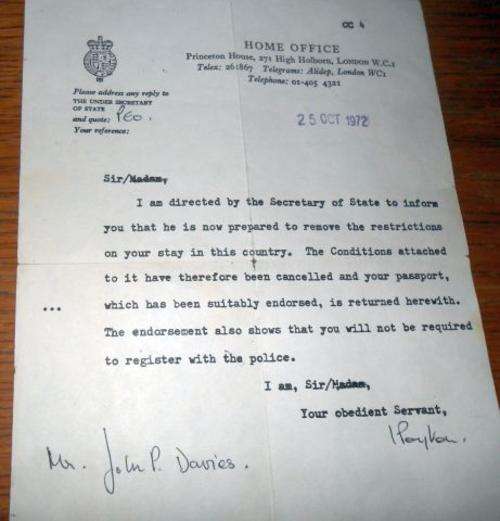 CC 4
HOME OFFICE
Princeton House, 271 High Holborn, London W.C.1
Telex: 261867 Telegrams: Alidep, London WC1
Telephone: 01-405 4321
Please address any reply to
THE UNDER SECRETARY
OF STATE
and quote: PEO.
Your reference:
25 OCT 1972
Sir/Madam,
I am directed by the Secretary of State to inform
you that he is now prepared to remove the restrictions
on your stay in this country. The Conditions attached
to it have therefore been cancelled and your passport,
... which has been suitably endorsed, is returned herewith.
The endorsement also shows that you will not be required
to register with the police.
I am, Sir/Madam,
Your obedient Servant,
Mr. John P. Davies.